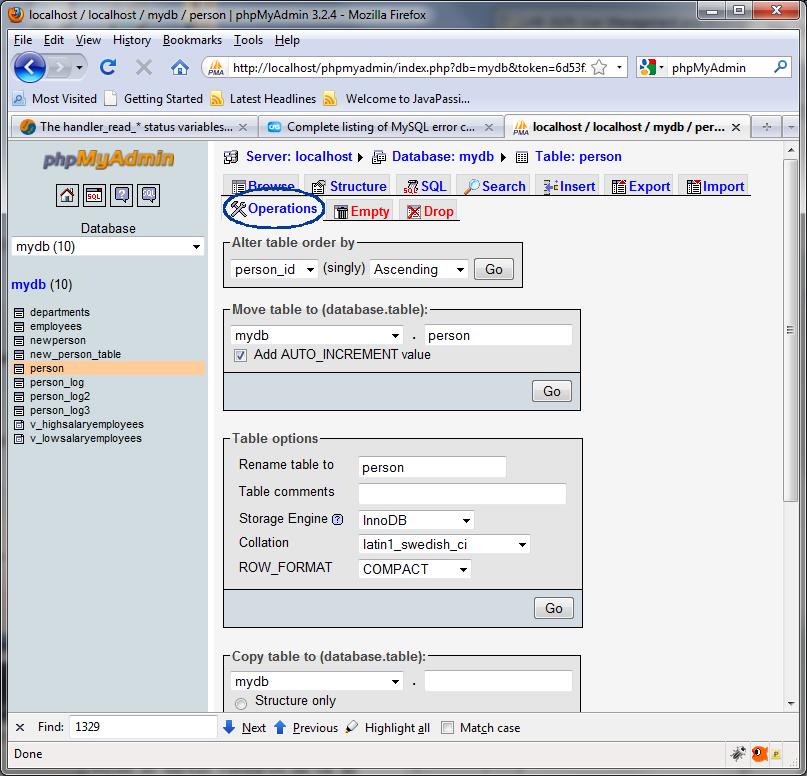 localhost / localhost / mydb / person | phpMyAdmin 3.2.4 - Mozilla Firefox
File Edit View History Bookmarks Tools Help
PMA http://localhost/phpmyadmin/index.php?db=mydb&token=6d53f phpMyAdmin
Most Visited Getting Started Latest Headlines Welcome to JavaPassi...
The handler_read_* status variables... Complete listing of MySQL error c... PMA localhost / localhost / mydb / per...
phpMyAdmin
SQL SQL
Database
mydb (10)
mydb (10)
departments
employees
newperson
new_person_table
person
person_log
person_log2
person_log3
v_highsalaryemployees
v_lowsalaryemployees
Server: localhost Database: mydb Table: person
Browse Structure SQL Search Insert Export Import
Operations Empty Drop
Alter table order by
person_id (singly) Ascending Go
Move table to (database.table):
mydb . person
Add AUTO_INCREMENT value
Go
Table options
Rename table to person
Table comments
Storage Engine ? InnoDB
Collation latin1_swedish_ci
ROW_FORMAT COMPACT
Go
Copy table to (database.table):
mydb .
Structure only
Find: 1329 Next Previous Highlight all Match case
Done P